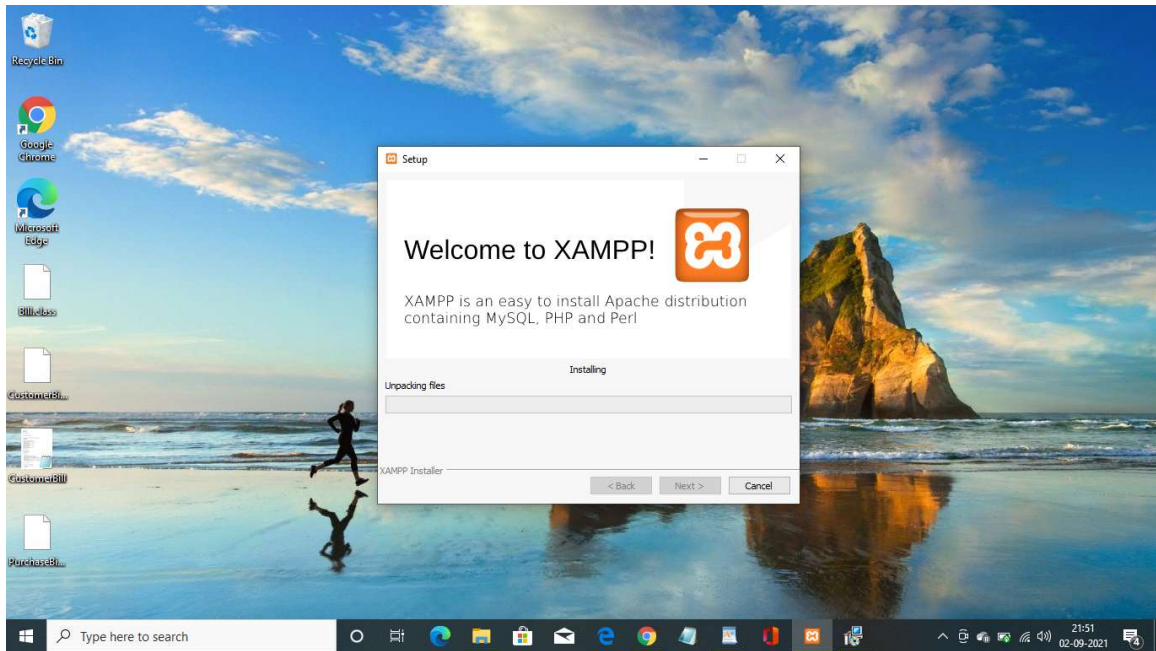 Recycle Bin
Google
Chrome
Microsoft
Edge
Bill.class
CustomerBi...
CustomerBill
PurchaseBi...
Setup
Welcome to XAMPP!
XAMPP is an easy to install Apache distribution
containing MySQL, PHP and Perl
Installing
Unpacking files
XAMPP Installer
< Back
Next >
Cancel
Type here to search
21:51
02-09-2021
4